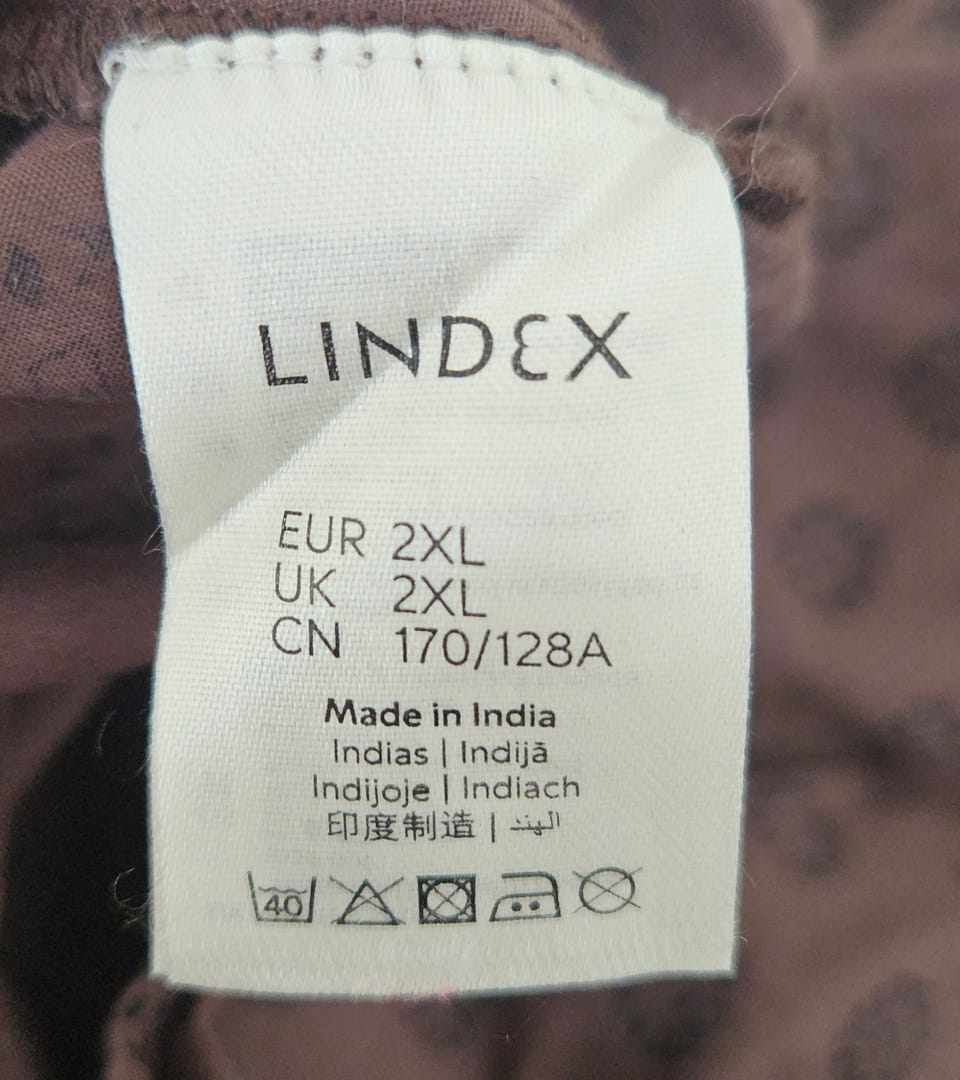 LINDEX
EUR 2XL
UK 2XL
CN 170/128A
Made in India
Indias | Indijā
Indijoje | Indiach
印度制造 | الهند
40